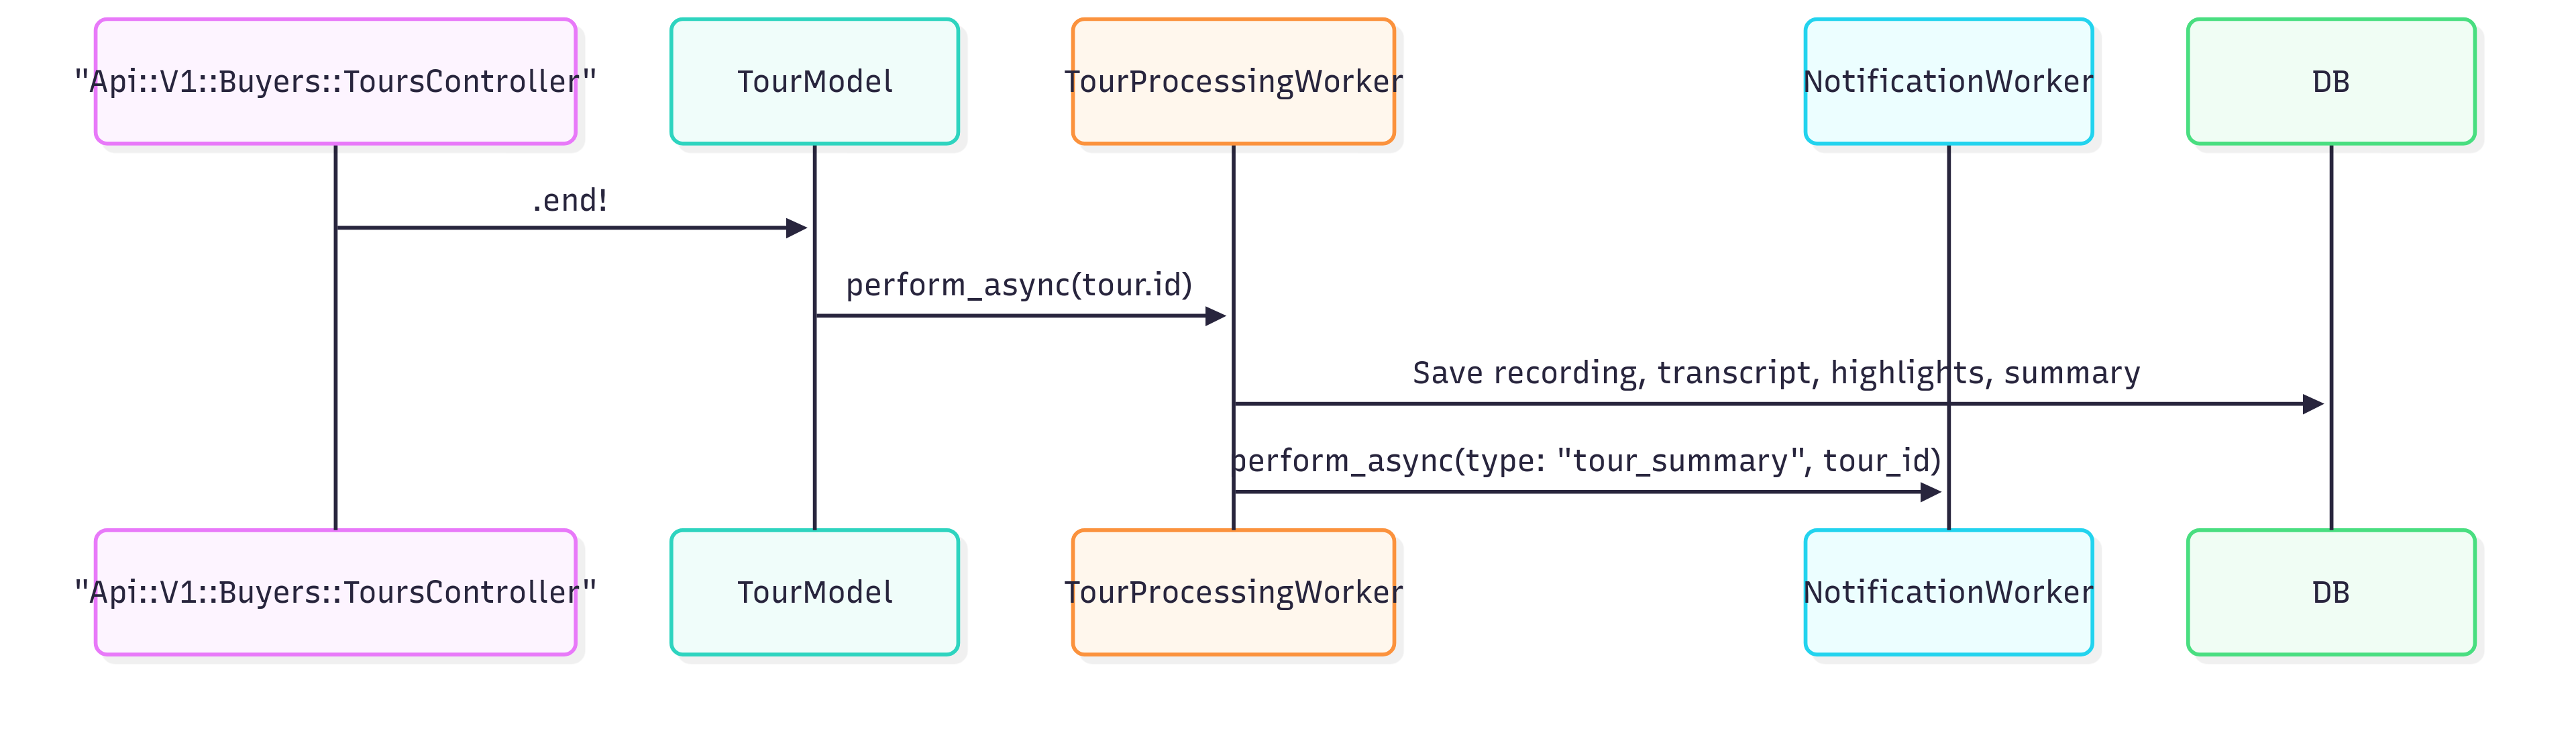 "Api::V1::Buyers::ToursController"
TourModel
TourProcessingWorker
NotificationWorker
DB
.end!
perform_async(tour.id)
Save recording, transcript, highlights, summary
perform_async(type: "tour_summary", tour_id)
"Api::V1::Buyers::ToursController"
TourModel
TourProcessingWorker
NotificationWorker
DB